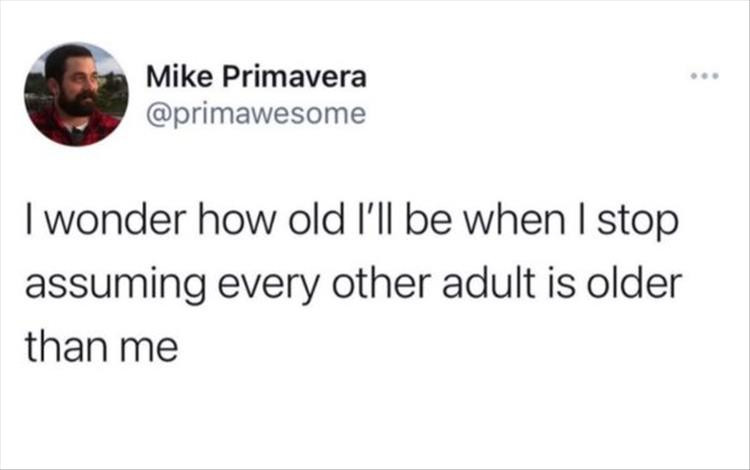 Mike Primavera
@primawesome
I wonder how old I'll be when I stop
assuming every other adult is older
than me